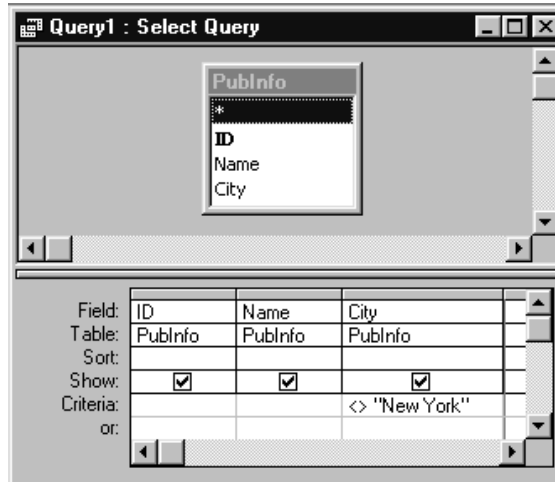 Query1 : Select Query
PubInfo
*
ID
Name
City
Field: ID Name City
Table: PubInfo PubInfo PubInfo
Sort:
Show:
Criteria: <> "New York"
or: